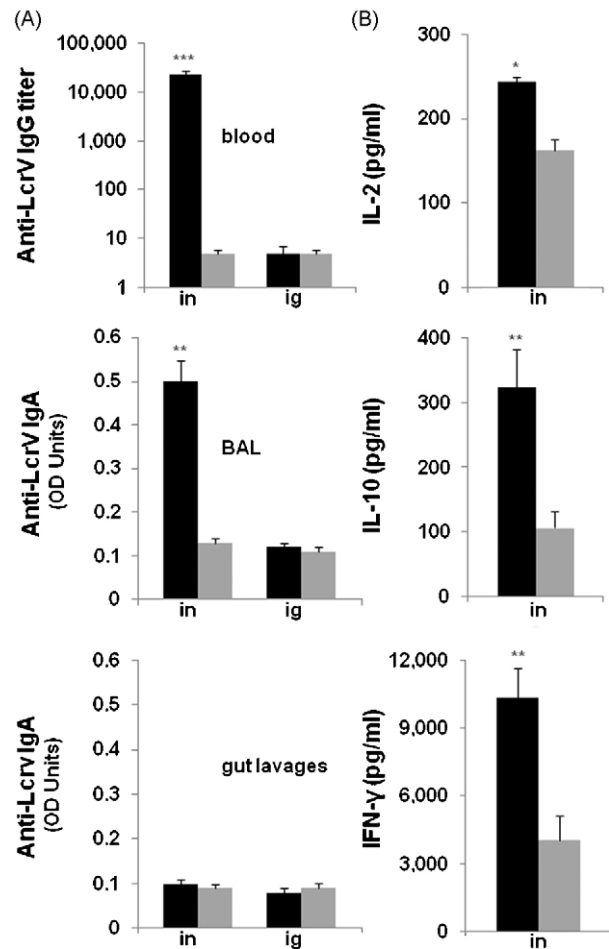 (A)
Anti-LcrV IgG titer
100,000
10,000
1,000
100
10
1
***
blood
in ig
(B)
IL-2 (pg/ml)
300
200
100
0
*
in
Anti-LcrV IgA
(OD Units)
0.6
0.5
0.4
0.3
0.2
0.1
0
**
BAL
in ig
IL-10 (pg/ml)
400
300
200
100
0
**
in
Anti-LcrV IgA
(OD Units)
0.6
0.5
0.4
0.3
0.2
0.1
0
gut lavages
in ig
IFN-γ (pg/ml)
12,000
9,000
6,000
3,000
0
**
in